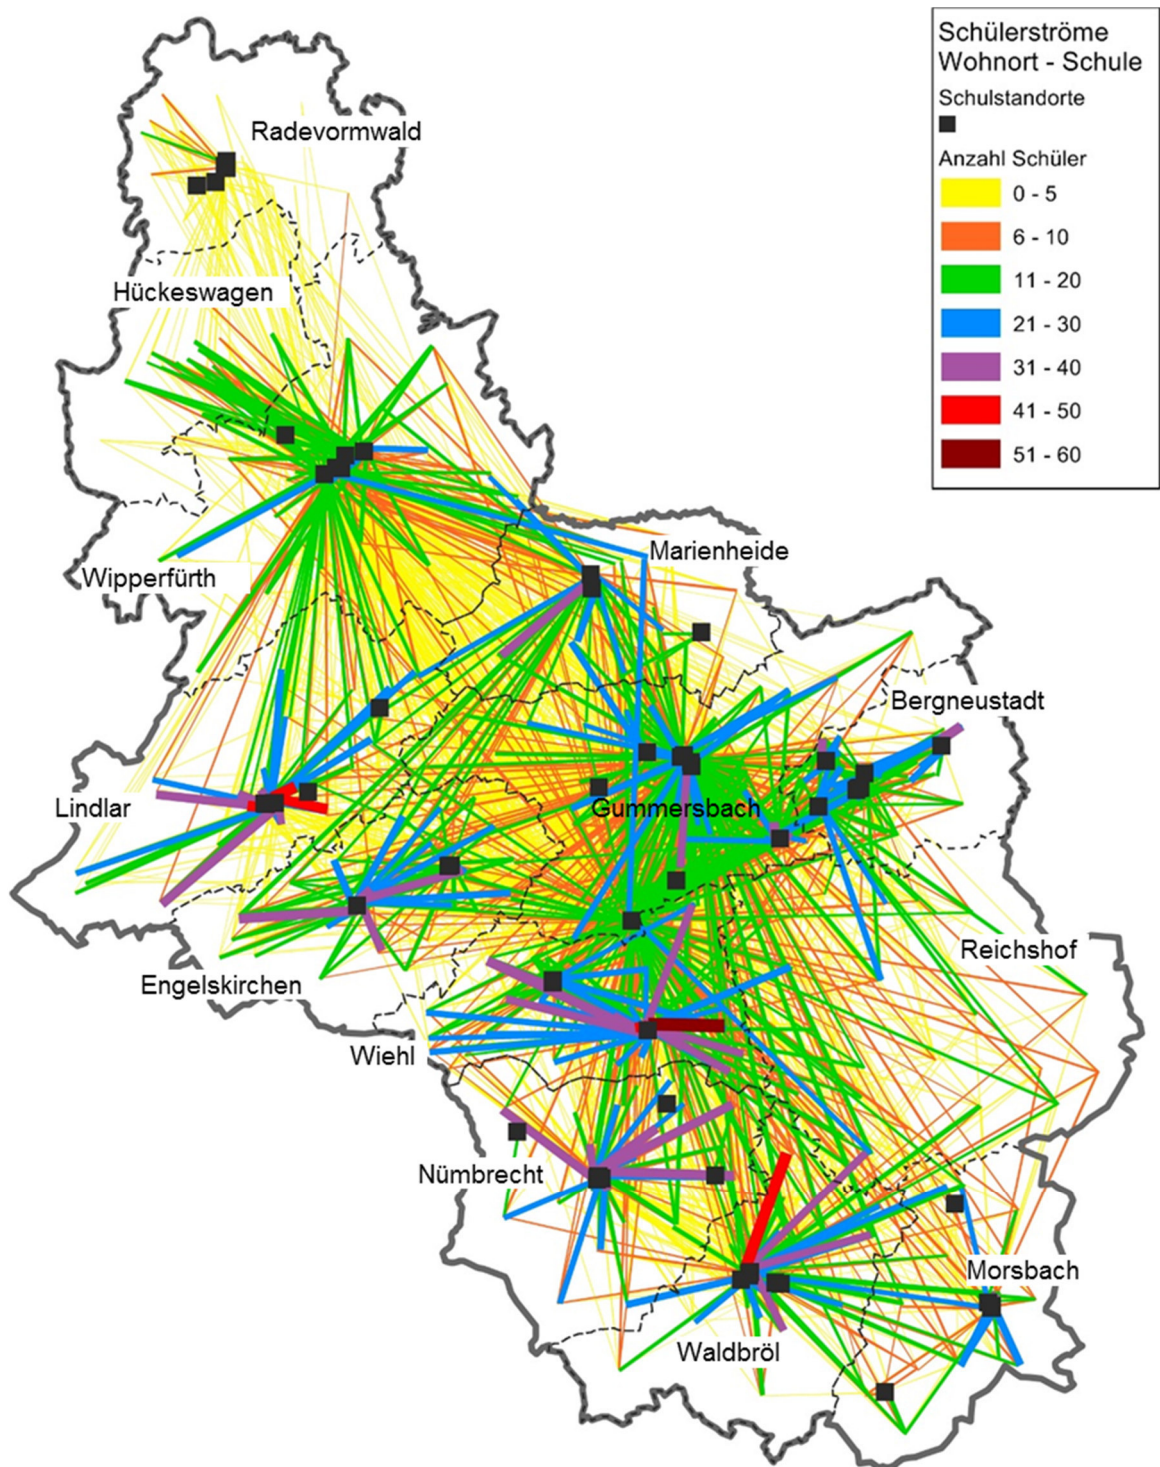 Schülerströme
Wohnort - Schule
Schulstandorte
Anzahl Schüler
0 - 5
6 - 10
11 - 20
21 - 30
31 - 40
41 - 50
51 - 60
Radevormwald
Hückeswagen
Marienheide
Wipperfürth
Bergneustadt
Lindlar
Gummersbach
Reichshof
Engelskirchen
Wiehl
Nümbrecht
Morsbach
Waldbröl